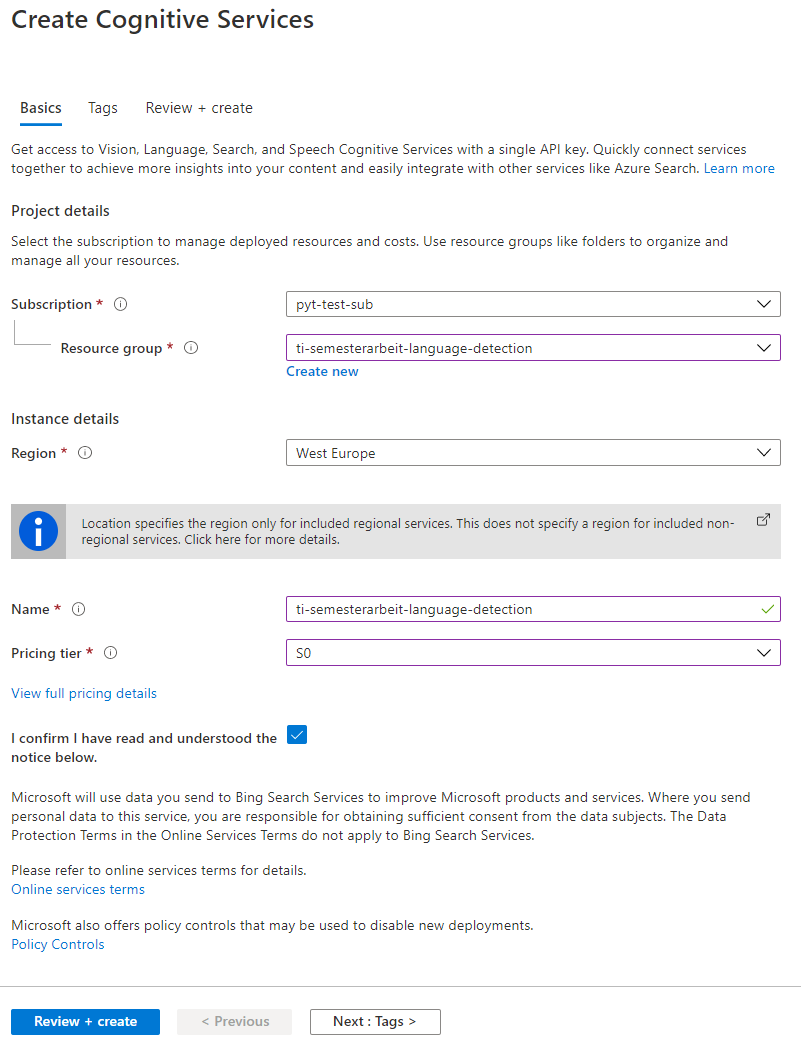 Create Cognitive Services
Basics Tags Review + create
Get access to Vision, Language, Search, and Speech Cognitive Services with a single API key. Quickly connect services
together to achieve more insights into your content and easily integrate with other services like Azure Search. Learn more
Project details
Select the subscription to manage deployed resources and costs. Use resource groups like folders to organize and
manage all your resources.
Subscription * pyt-test-sub
Resource group * ti-semesterarbeit-language-detection
Create new
Instance details
Region * West Europe
Location specifies the region only for included regional services. This does not specify a region for included non-
regional services. Click here for more details.
Name * ti-semesterarbeit-language-detection
Pricing tier * S0
View full pricing details
I confirm I have read and understood the
notice below.
Microsoft will use data you send to Bing Search Services to improve Microsoft products and services. Where you send
personal data to this service, you are responsible for obtaining sufficient consent from the data subjects. The Data
Protection Terms in the Online Services Terms do not apply to Bing Search Services.
Please refer to online services terms for details.
Online services terms
Microsoft also offers policy controls that may be used to disable new deployments.
Policy Controls
Review + create < Previous Next : Tags >